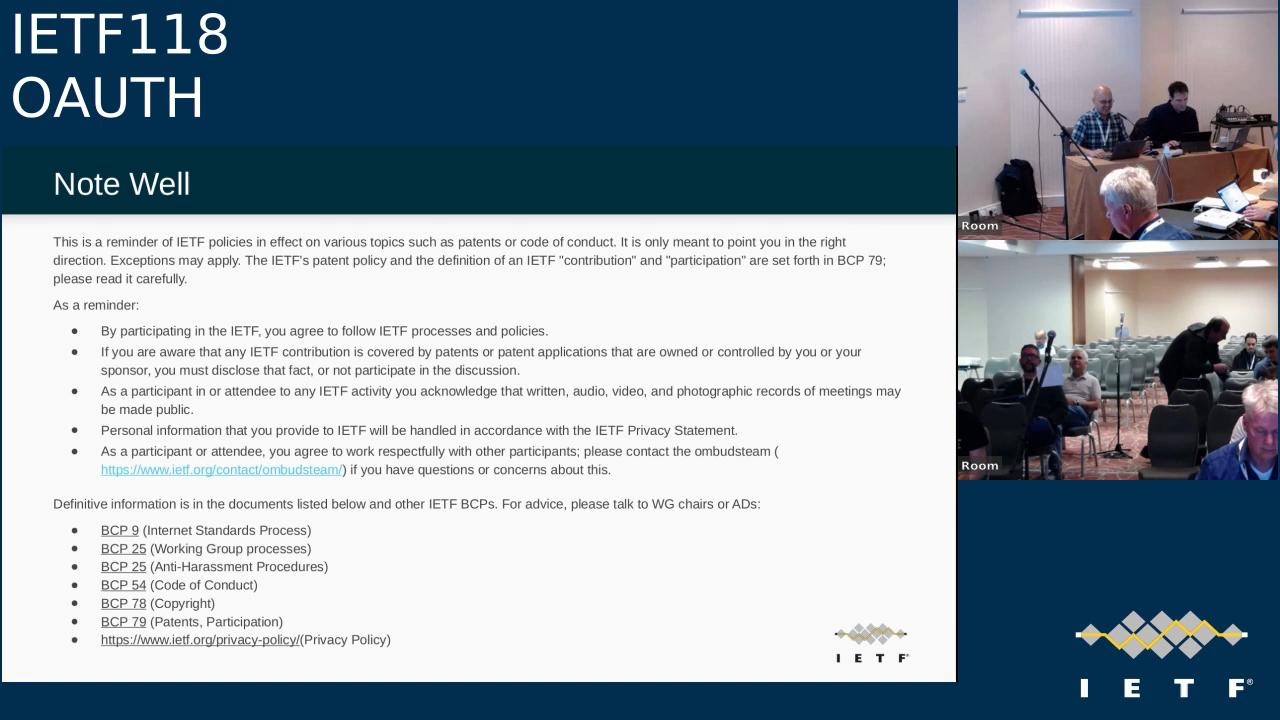 IETF118
OAUTH
Note Well
This is a reminder of IETF policies in effect on various topics such as patents or code of conduct. It is only meant to point you in the right
direction. Exceptions may apply. The IETF's patent policy and the definition of an IETF "contribution" and "participation" are set forth in BCP 79;
please read it carefully.
As a reminder:
● By participating in the IETF, you agree to follow IETF processes and policies.
● If you are aware that any IETF contribution is covered by patents or patent applications that are owned or controlled by you or your
sponsor, you must disclose that fact, or not participate in the discussion.
● As a participant in or attendee to any IETF activity you acknowledge that written, audio, video, and photographic records of meetings may
be made public.
● Personal information that you provide to IETF will be handled in accordance with the IETF Privacy Statement.
● As a participant or attendee, you agree to work respectfully with other participants; please contact the ombudsteam (
https://www.ietf.org/contact/ombudsteam/) if you have questions or concerns about this.
Definitive information is in the documents listed below and other IETF BCPs. For advice, please talk to WG chairs or ADs:
● BCP 9 (Internet Standards Process)
● BCP 25 (Working Group processes)
● BCP 25 (Anti-Harassment Procedures)
● BCP 54 (Code of Conduct)
● BCP 78 (Copyright)
● BCP 79 (Patents, Participation)
● https://www.ietf.org/privacy-policy/(Privacy Policy)
I E T F®
Room
Room
I E T F®